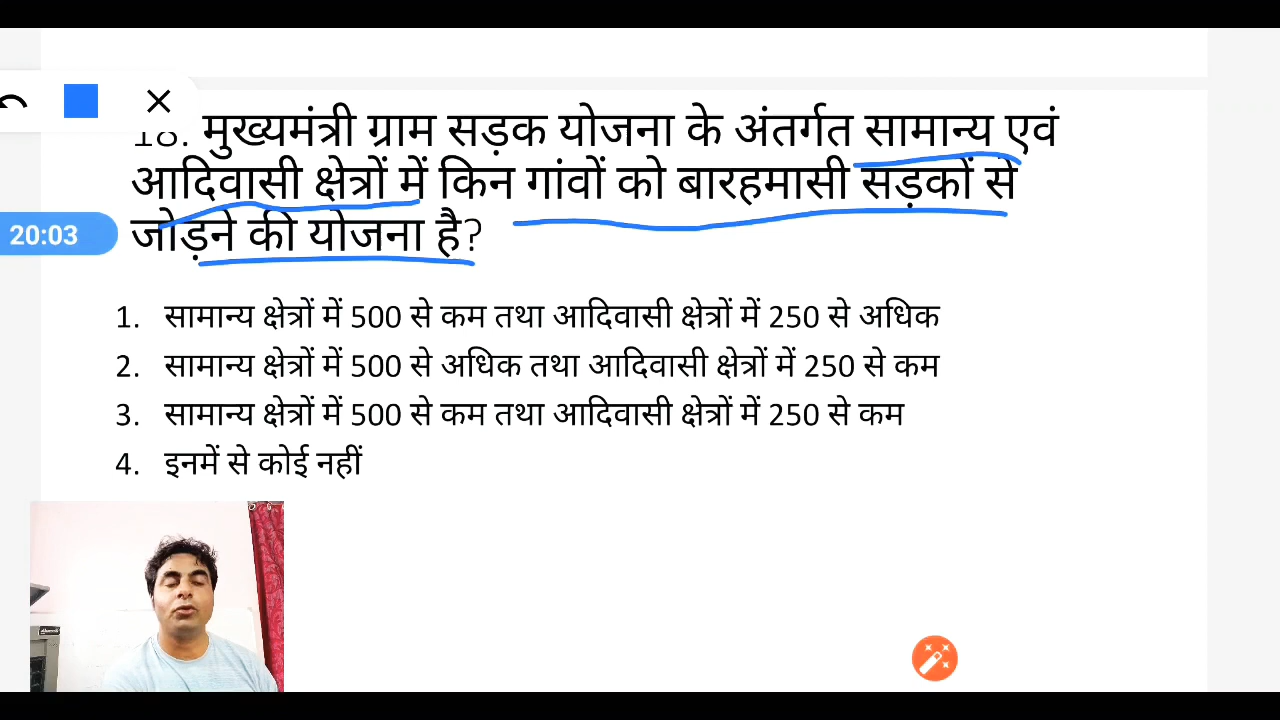 18. मुख्यमंत्री ग्राम सड़क योजना के अंतर्गत सामान्य एवं
आदिवासी क्षेत्रों में किन गांवों को बारहमासी सड़कों से
20:03
जोड़ने की योजना है?
1. सामान्य क्षेत्रों में 500 से कम तथा आदिवासी क्षेत्रों में 250 से अधिक
2. सामान्य क्षेत्रों में 500 से अधिक तथा आदिवासी क्षेत्रों में 250 से कम
3. सामान्य क्षेत्रों में 500 से कम तथा आदिवासी क्षेत्रों में 250 से कम
4. इनमें से कोई नहीं